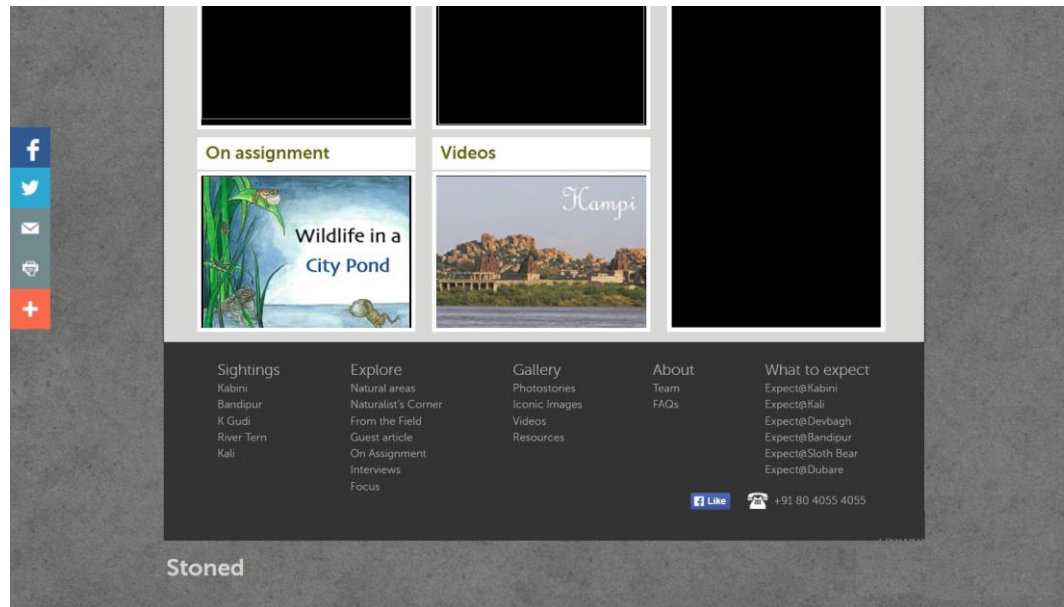 On assignment
Videos
Wildlife in a
City Pond
Hampi
Sightings
Kabini
Bandipur
K Gudi
River Tern
Kali
Explore
Natural areas
Naturalist's Corner
From the Field
Guest article
On Assignment
Interviews
Focus
Gallery
Photostories
Iconic Images
Videos
Resources
About
Team
FAQs
What to expect
Expect@Kabini
Expect@Kali
Expect@Devbagh
Expect@Bandipur
Expect@Sloth Bear
Expect@Dubare
Like
+91 80 4055 4055
Stoned